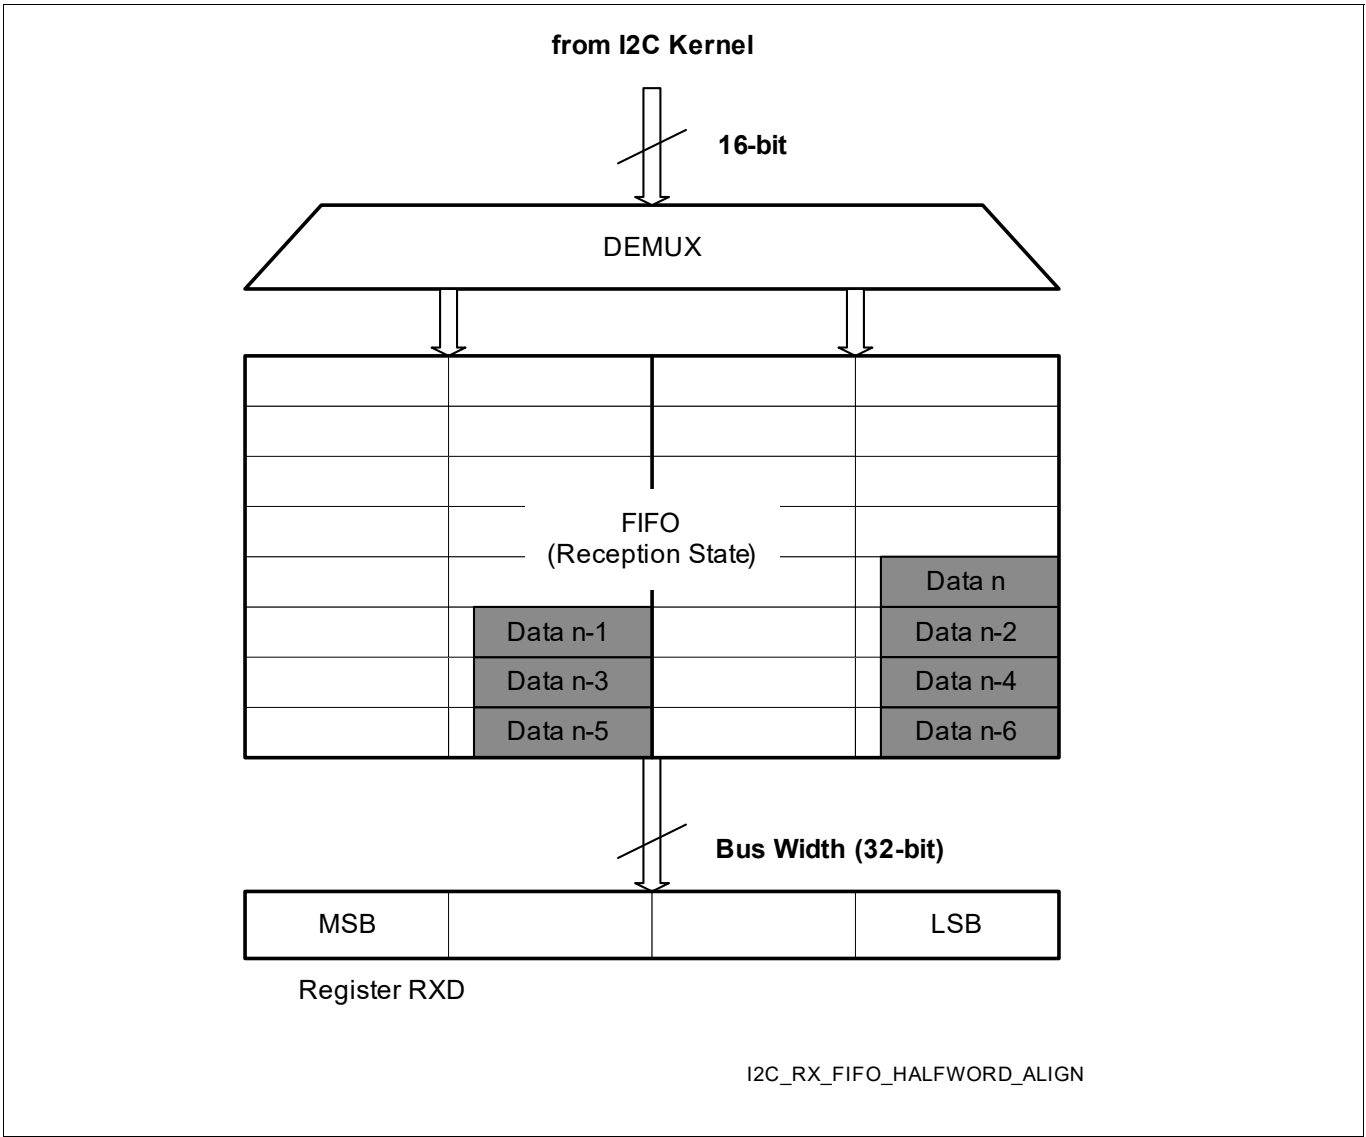 from I2C Kernel
16-bit
DEMUX
FIFO
(Reception State)
Data n
Data n-1
Data n-2
Data n-3
Data n-4
Data n-5
Data n-6
Bus Width (32-bit)
MSB
LSB
Register RXD
I2C_RX_FIFO_HALFWORD_ALIGN